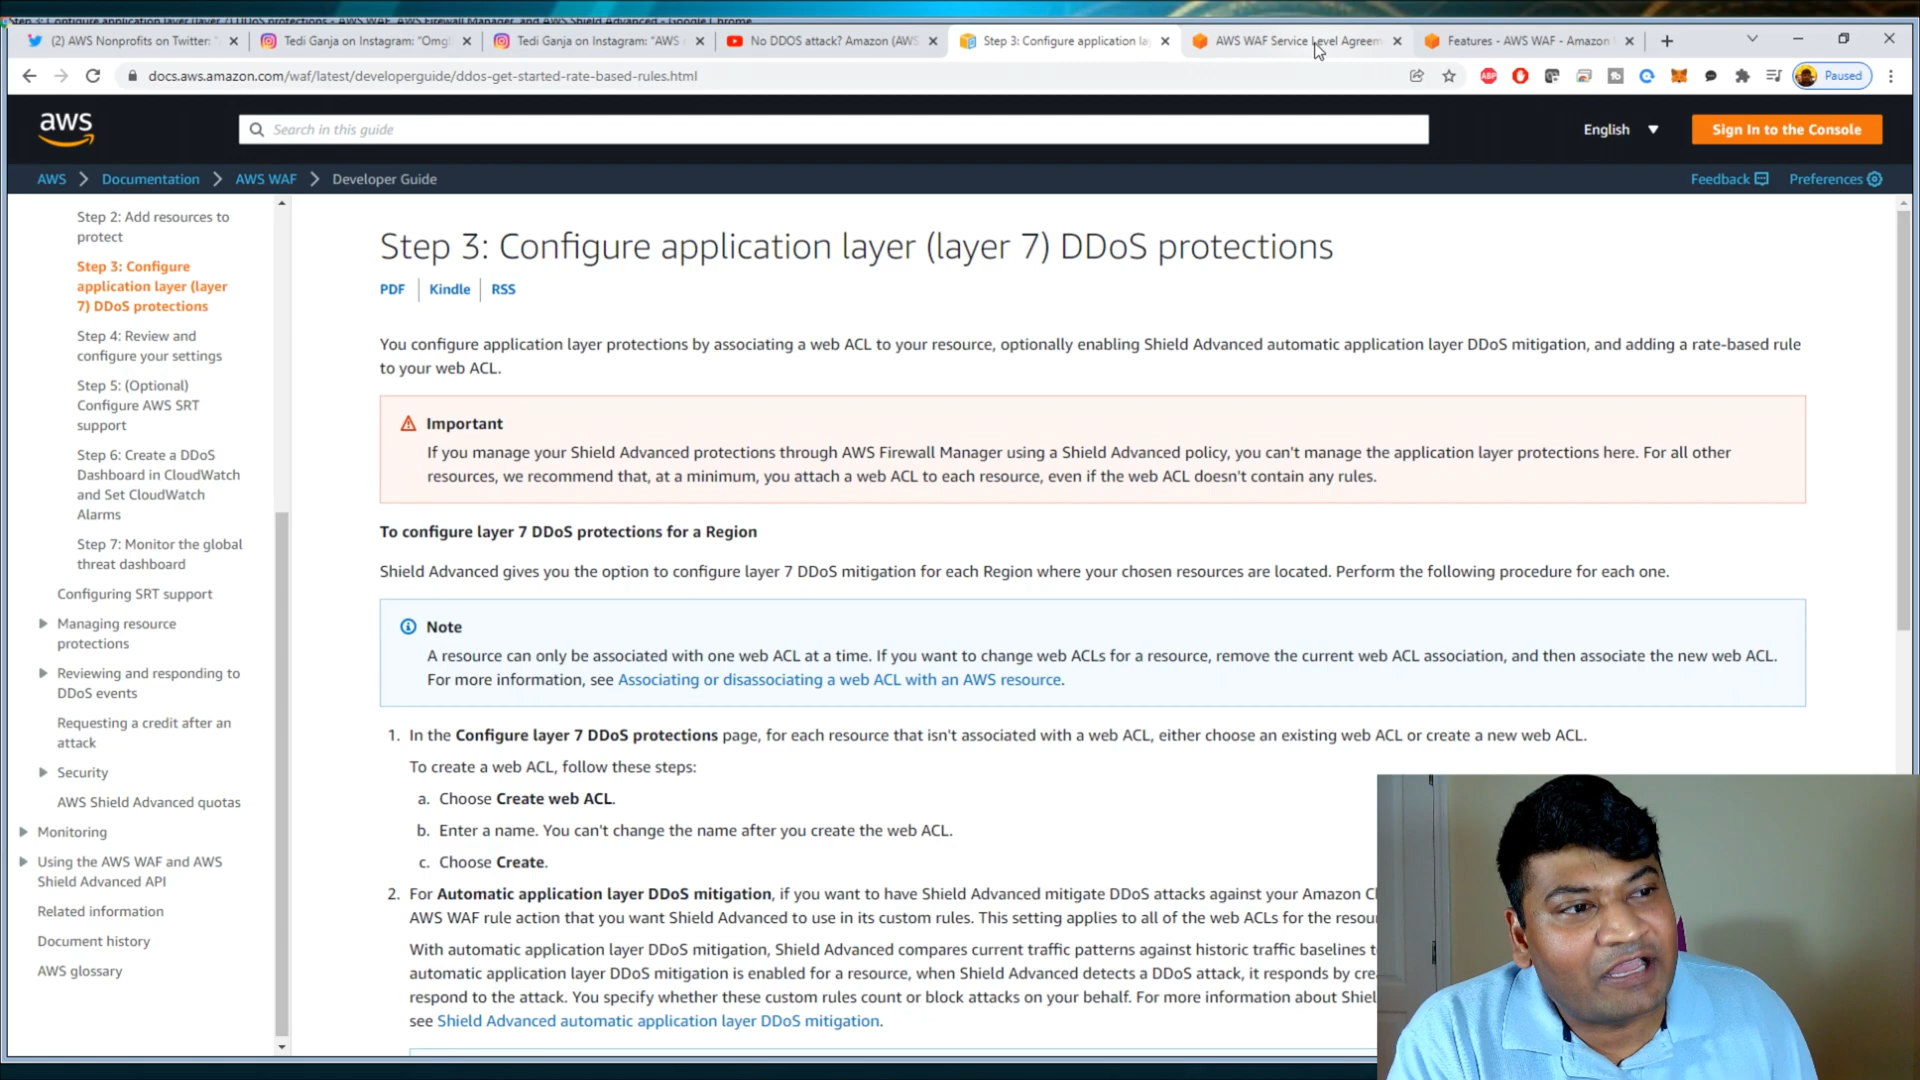 Step 3: Configure application layer (layer 7) DDoS protections - AWS WAF, AWS Firewall Manager, and AWS Shield Advanced - Google Chrome
(2) AWS Nonprofits on Twitter: "
Tedi Ganja on Instagram: "Omg!
Tedi Ganja on Instagram: "AWS
No DDOS attack? Amazon (AWS
Step 3: Configure application la
AWS WAF Service Level Agreem
Features - AWS WAF - Amazon
docs.aws.amazon.com/waf/latest/developerguide/ddos-get-started-rate-based-rules.html
ABP
Paused
aws
Search in this guide
English
Sign In to the Console
AWS
Documentation
AWS WAF
Developer Guide
Feedback
Preferences
Step 2: Add resources to
protect
Step 3: Configure
application layer (layer
7) DDoS protections
Step 4: Review and
configure your settings
Step 5: (Optional)
Configure AWS SRT
support
Step 6: Create a DDoS
Dashboard in CloudWatch
and Set CloudWatch
Alarms
Step 7: Monitor the global
threat dashboard
Configuring SRT support
Managing resource
protections
Reviewing and responding to
DDoS events
Requesting a credit after an
attack
Security
AWS Shield Advanced quotas
Monitoring
Using the AWS WAF and AWS
Shield Advanced API
Related information
Document history
AWS glossary
Step 3: Configure application layer (layer 7) DDoS protections
PDF
Kindle
RSS
You configure application layer protections by associating a web ACL to your resource, optionally enabling Shield Advanced automatic application layer DDoS mitigation, and adding a rate-based rule
to your web ACL.
Important
If you manage your Shield Advanced protections through AWS Firewall Manager using a Shield Advanced policy, you can't manage the application layer protections here. For all other
resources, we recommend that, at a minimum, you attach a web ACL to each resource, even if the web ACL doesn't contain any rules.
To configure layer 7 DDoS protections for a Region
Shield Advanced gives you the option to configure layer 7 DDoS mitigation for each Region where your chosen resources are located. Perform the following procedure for each one.
Note
A resource can only be associated with one web ACL at a time. If you want to change web ACLs for a resource, remove the current web ACL association, and then associate the new web ACL.
For more information, see Associating or disassociating a web ACL with an AWS resource.
1. In the Configure layer 7 DDoS protections page, for each resource that isn't associated with a web ACL, either choose an existing web ACL or create a new web ACL.
To create a web ACL, follow these steps:
a. Choose Create web ACL.
b. Enter a name. You can't change the name after you create the web ACL.
c. Choose Create.
2. For Automatic application layer DDoS mitigation, if you want to have Shield Advanced mitigate DDoS attacks against your Amazon Cl
AWS WAF rule action that you want Shield Advanced to use in its custom rules. This setting applies to all of the web ACLs for the resour
With automatic application layer DDoS mitigation, Shield Advanced compares current traffic patterns against historic traffic baselines t
automatic application layer DDoS mitigation is enabled for a resource, when Shield Advanced detects a DDoS attack, it responds by cre
respond to the attack. You specify whether these custom rules count or block attacks on your behalf. For more information about Shiel
see Shield Advanced automatic application layer DDoS mitigation.